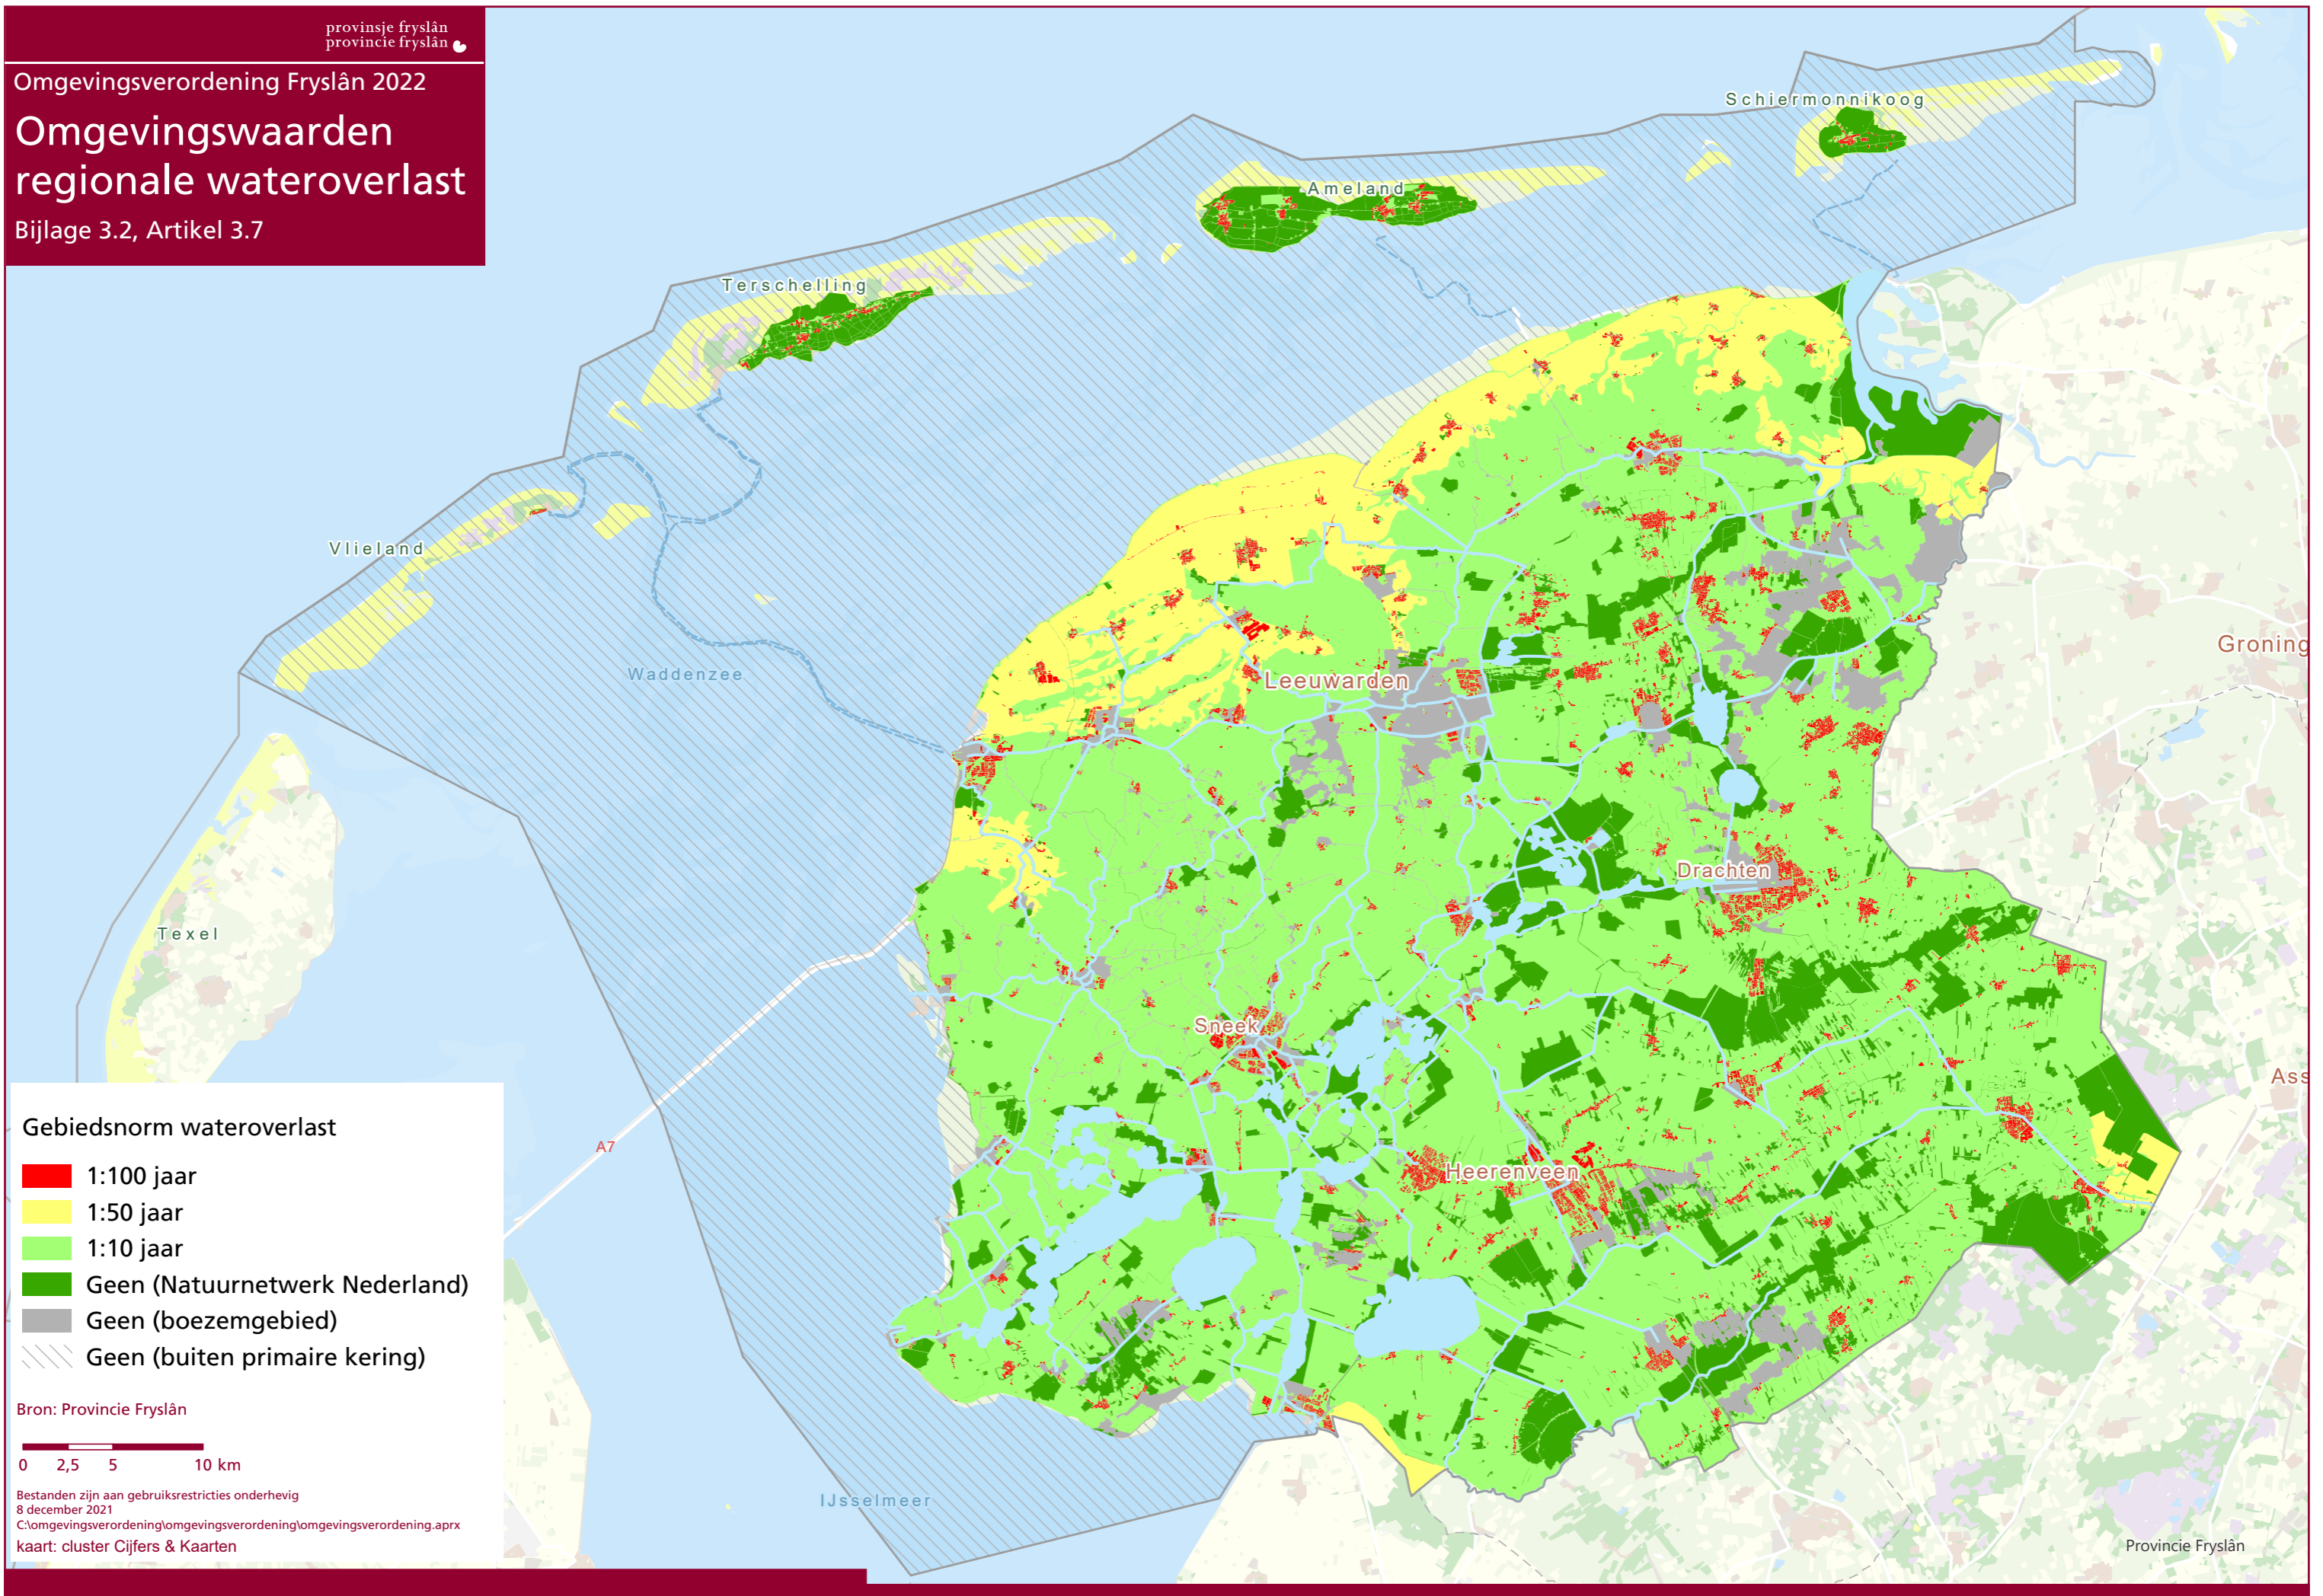 provinsje fryslân
provincie fryslân
Omgevingsverordening Fryslân 2022
Omgevingswaarden
regionale wateroverlast
Bijlage 3.2, Artikel 3.7
Schiermonnikoog
Ameland
Terschelling
Vlieland
Groning
Waddenzee
Leeuwarden
Drachten
Texel
Sneek
Ass
A7
Heerenveen
IJsselmeer
Gebiedsnorm wateroverlast
1:100 jaar
1:50 jaar
1:10 jaar
Geen (Natuurnetwerk Nederland)
Geen (boezemgebied)
Geen (buiten primaire kering)
Bron: Provincie Fryslân
0 2,5 5 10 km
Bestanden zijn aan gebruiksrestricties onderhevig
8 december 2021
C:\omgevingsverordening\omgevingsverordening\omgevingsverordening.aprx
kaart: cluster Cijfers & Kaarten
Provincie Fryslân